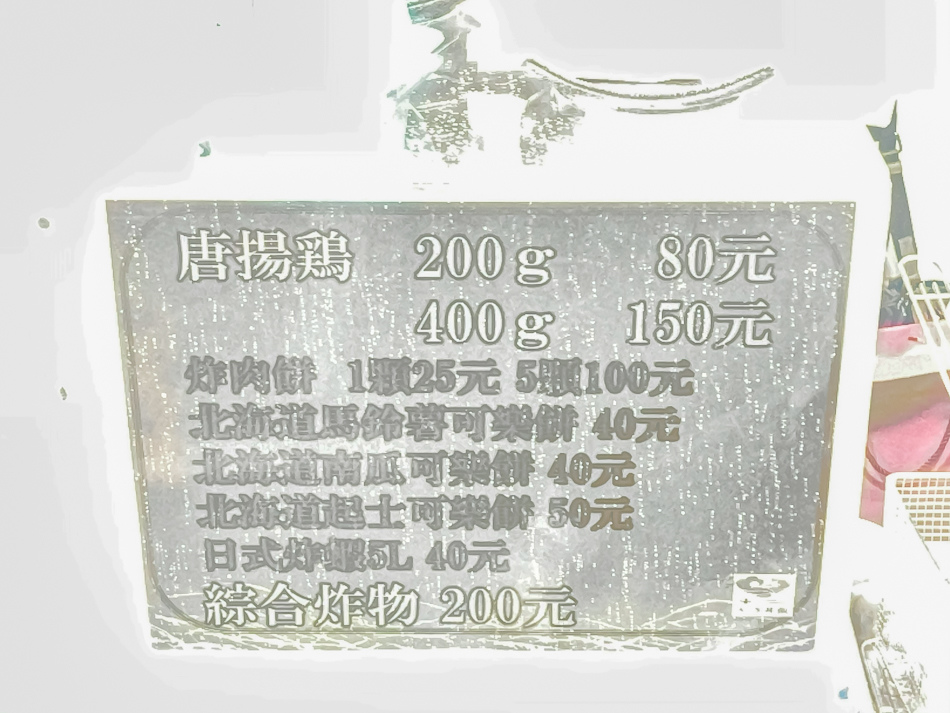 唐揚鶏 200g 80元
400g 150元
炸肉餅 1顆25元 5顆100元
北海道馬鈴薯可樂餅 40元
北海道南瓜可樂餅 40元
北海道起士可樂餅 50元
日式炸蝦5L 40元
綜合炸物 200元